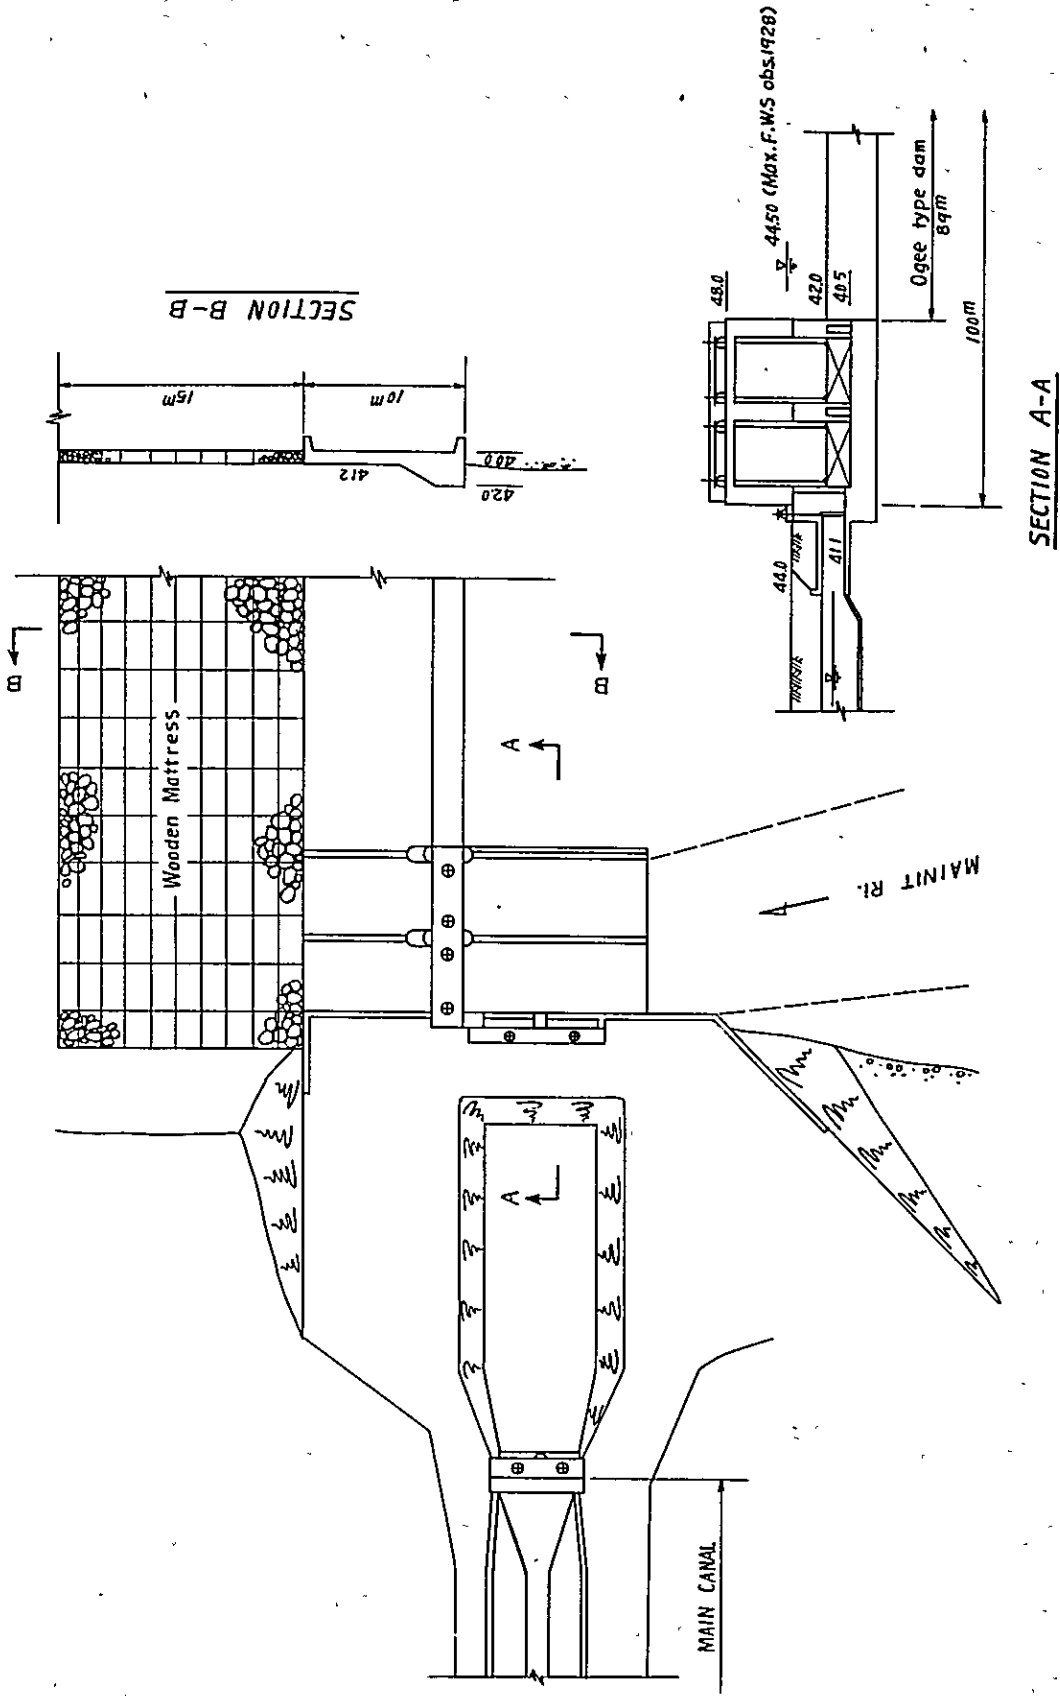 SECTION B-B
15m
10m
41.2
40.0
42.0
B
B
Wooden Mattress
A
A
MAINIT RI.
MAIN CANAL
48.0
44.50 (Max.F.W.S obs.1928)
42.0
40.5
44.0
41.1
Ogee type dam
89m
100m
SECTION A-A